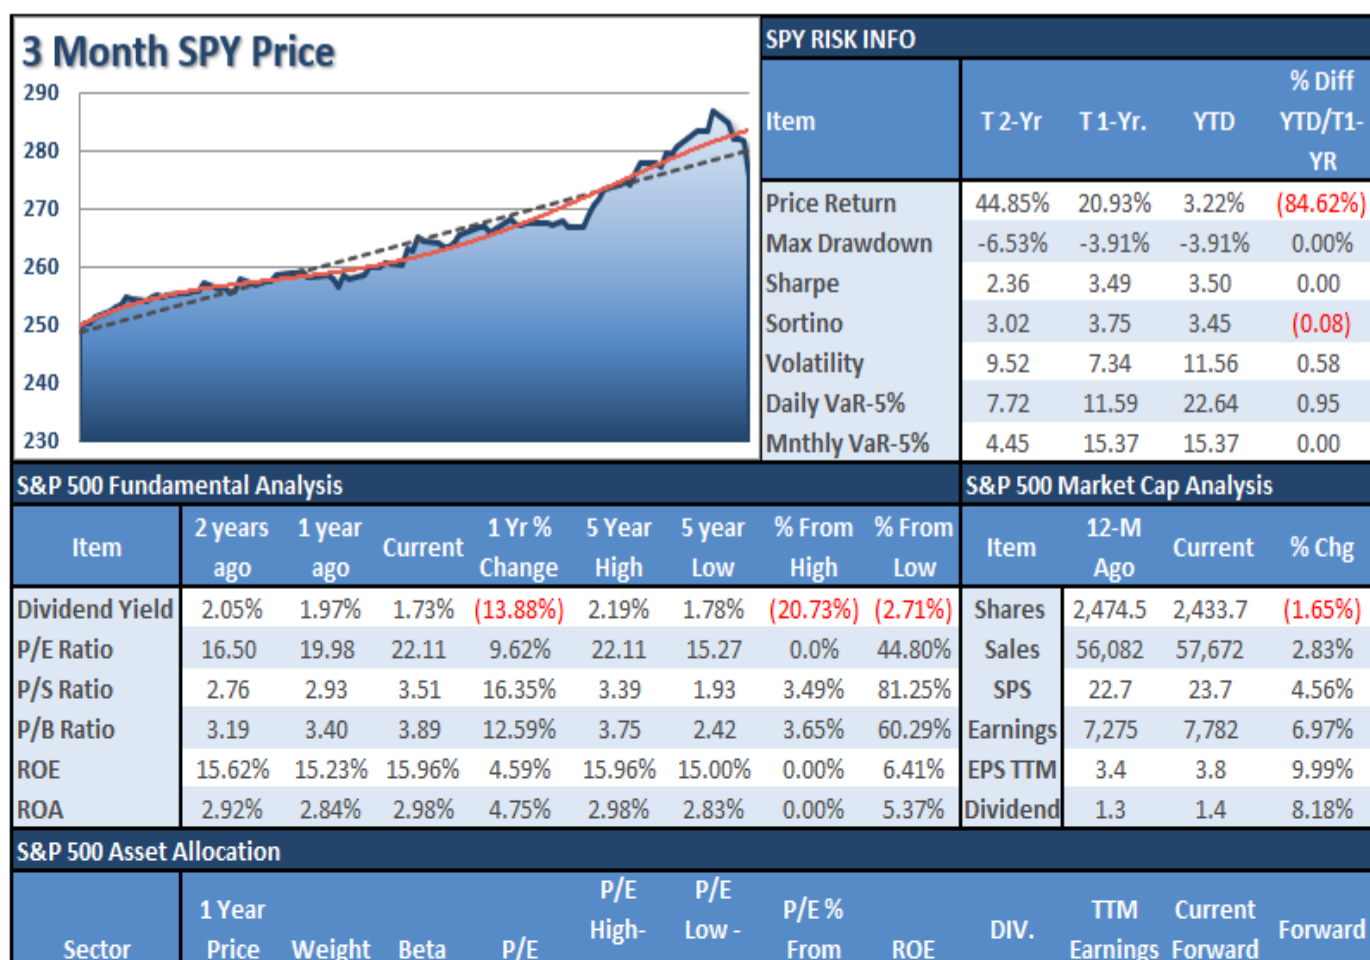 3 Month SPY Price
290
280
270
260
250
240
230
SPY RISK INFO
Item T 2-Yr T 1-Yr. YTD % Diff YTD/T1-YR
Price Return 44.85% 20.93% 3.22% (84.62%)
Max Drawdown -6.53% -3.91% -3.91% 0.00%
Sharpe 2.36 3.49 3.50 0.00
Sortino 3.02 3.75 3.45 (0.08)
Volatility 9.52 7.34 11.56 0.58
Daily VaR-5% 7.72 11.59 22.64 0.95
Mnthly VaR-5% 4.45 15.37 15.37 0.00
S&P 500 Fundamental Analysis
Item 2 years ago 1 year ago Current 1 Yr % Change 5 Year High 5 year Low % From High % From Low
Dividend Yield 2.05% 1.97% 1.73% (13.88%) 2.19% 1.78% (20.73%) (2.71%)
P/E Ratio 16.50 19.98 22.11 9.62% 22.11 15.27 0.0% 44.80%
P/S Ratio 2.76 2.93 3.51 16.35% 3.39 1.93 3.49% 81.25%
P/B Ratio 3.19 3.40 3.89 12.59% 3.75 2.42 3.65% 60.29%
ROE 15.62% 15.23% 15.96% 4.59% 15.96% 15.00% 0.00% 6.41%
ROA 2.92% 2.84% 2.98% 4.75% 2.98% 2.83% 0.00% 5.37%
S&P 500 Market Cap Analysis
Item 12-M Ago Current % Chg
Shares 2,474.5 2,433.7 (1.65%)
Sales 56,082 57,672 2.83%
SPS 22.7 23.7 4.56%
Earnings 7,275 7,782 6.97%
EPS TTM 3.4 3.8 9.99%
Dividend 1.3 1.4 8.18%
S&P 500 Asset Allocation
Sector 1 Year Price Weight Beta P/E P/E High- P/E Low - P/E % From ROE DIV. TTM Earnings Current Forward Forward